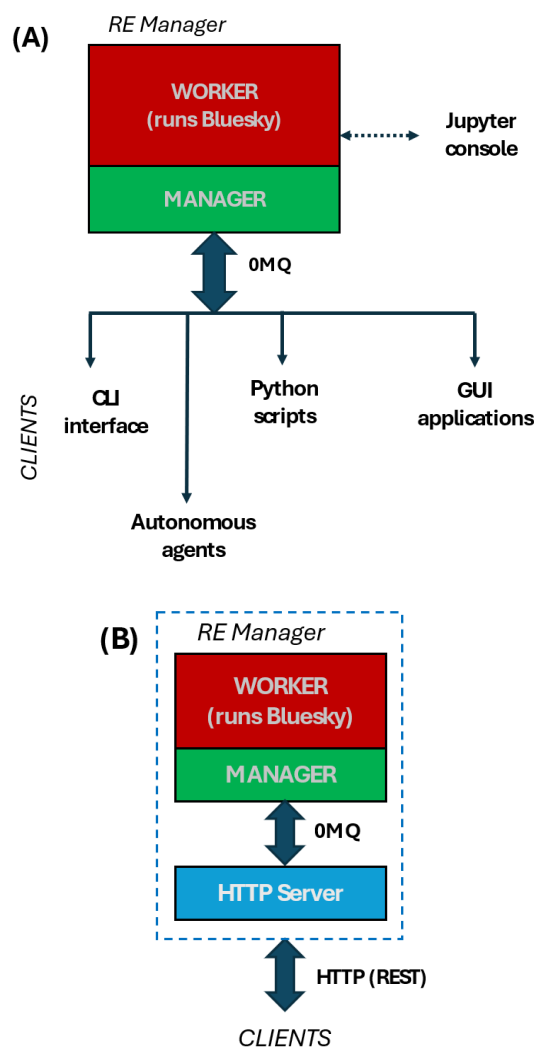 (A)
RE Manager
WORKER
(runs Bluesky)
MANAGER
Jupyter
console
0MQ
CLIENTS
CLI
interface
Python
scripts
GUI
applications
Autonomous
agents
(B)
RE Manager
WORKER
(runs Bluesky)
MANAGER
0MQ
HTTP Server
HTTP (REST)
CLIENTS